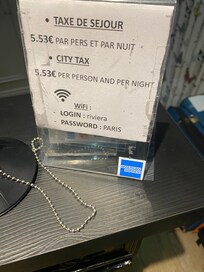 • TAXE DE SEJOUR
5.53€ PAR PERS ET PAR NUIT
• CITY TAX
5.53€ PER PERSON AND PER NIGHT
WiFi :
LOGIN : riviera
PASSWORD : PARIS